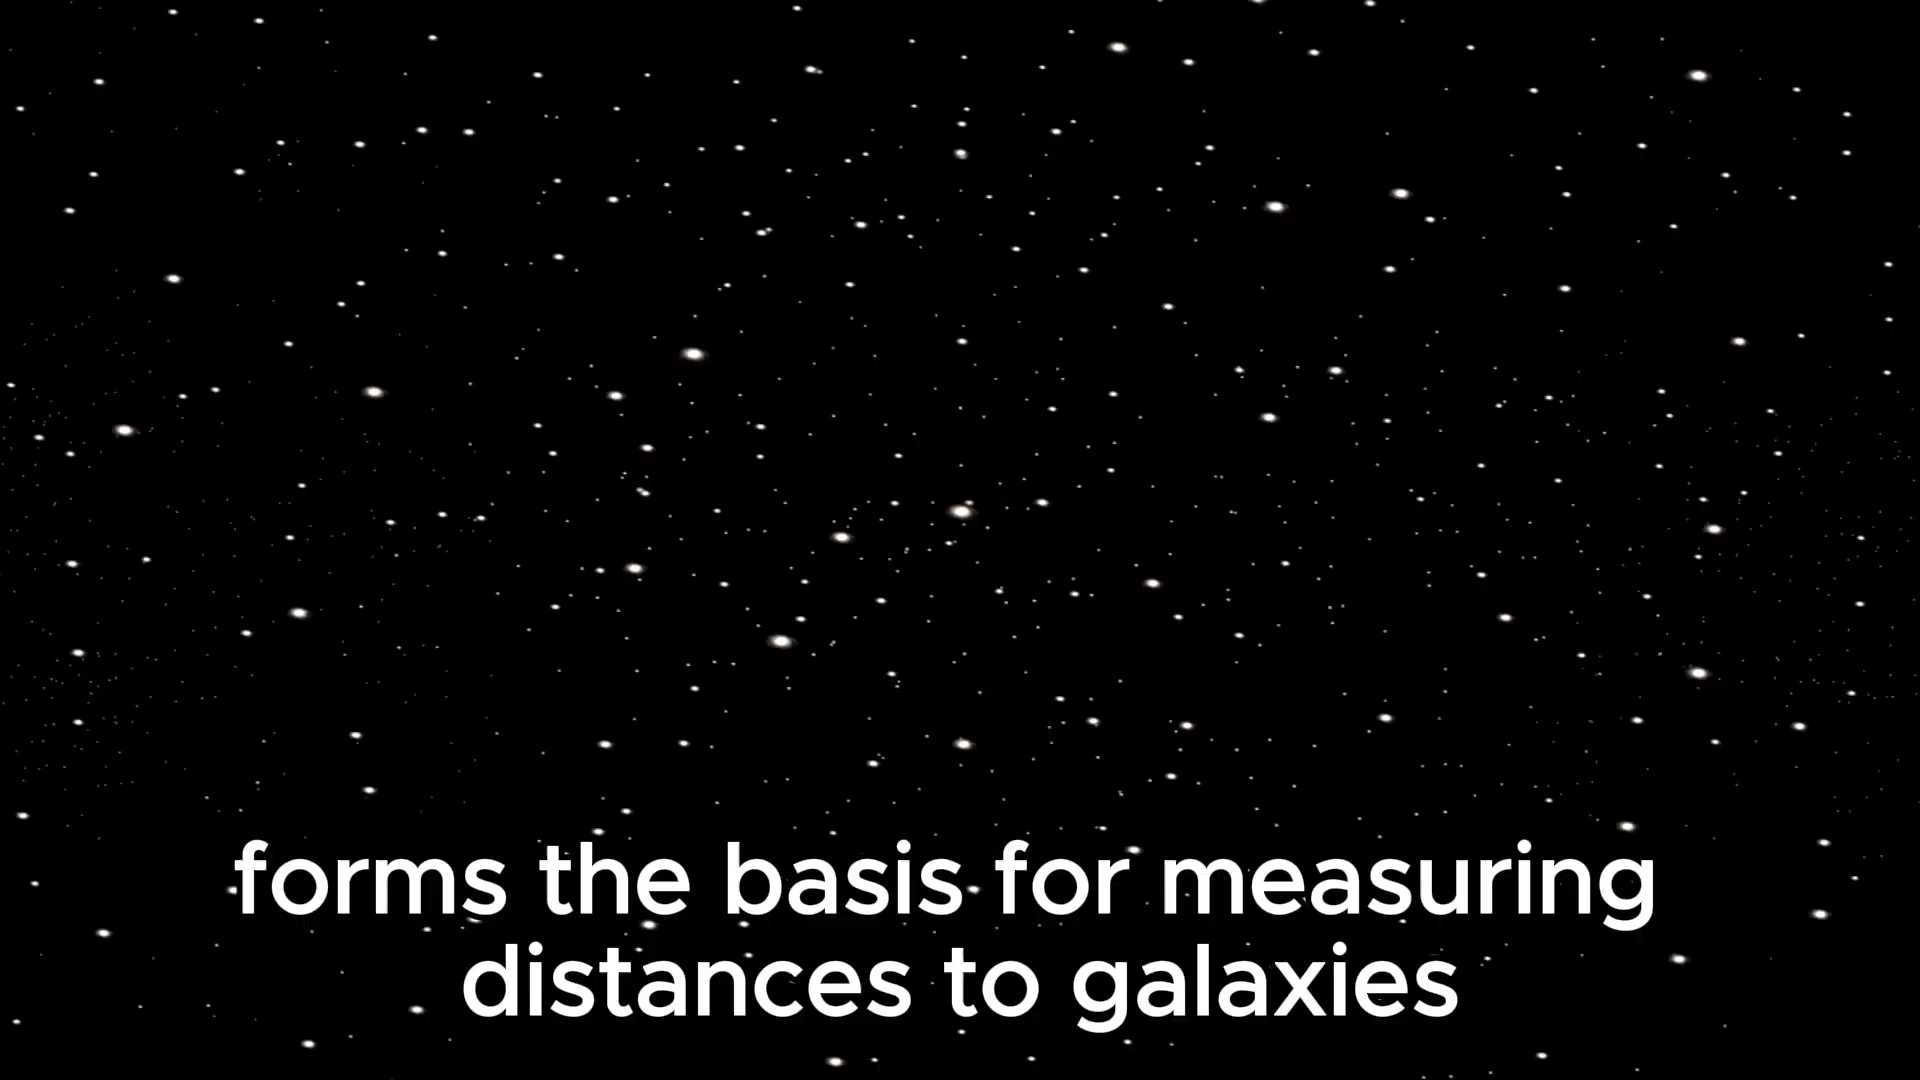 forms the basis for measuring
distances to galaxies